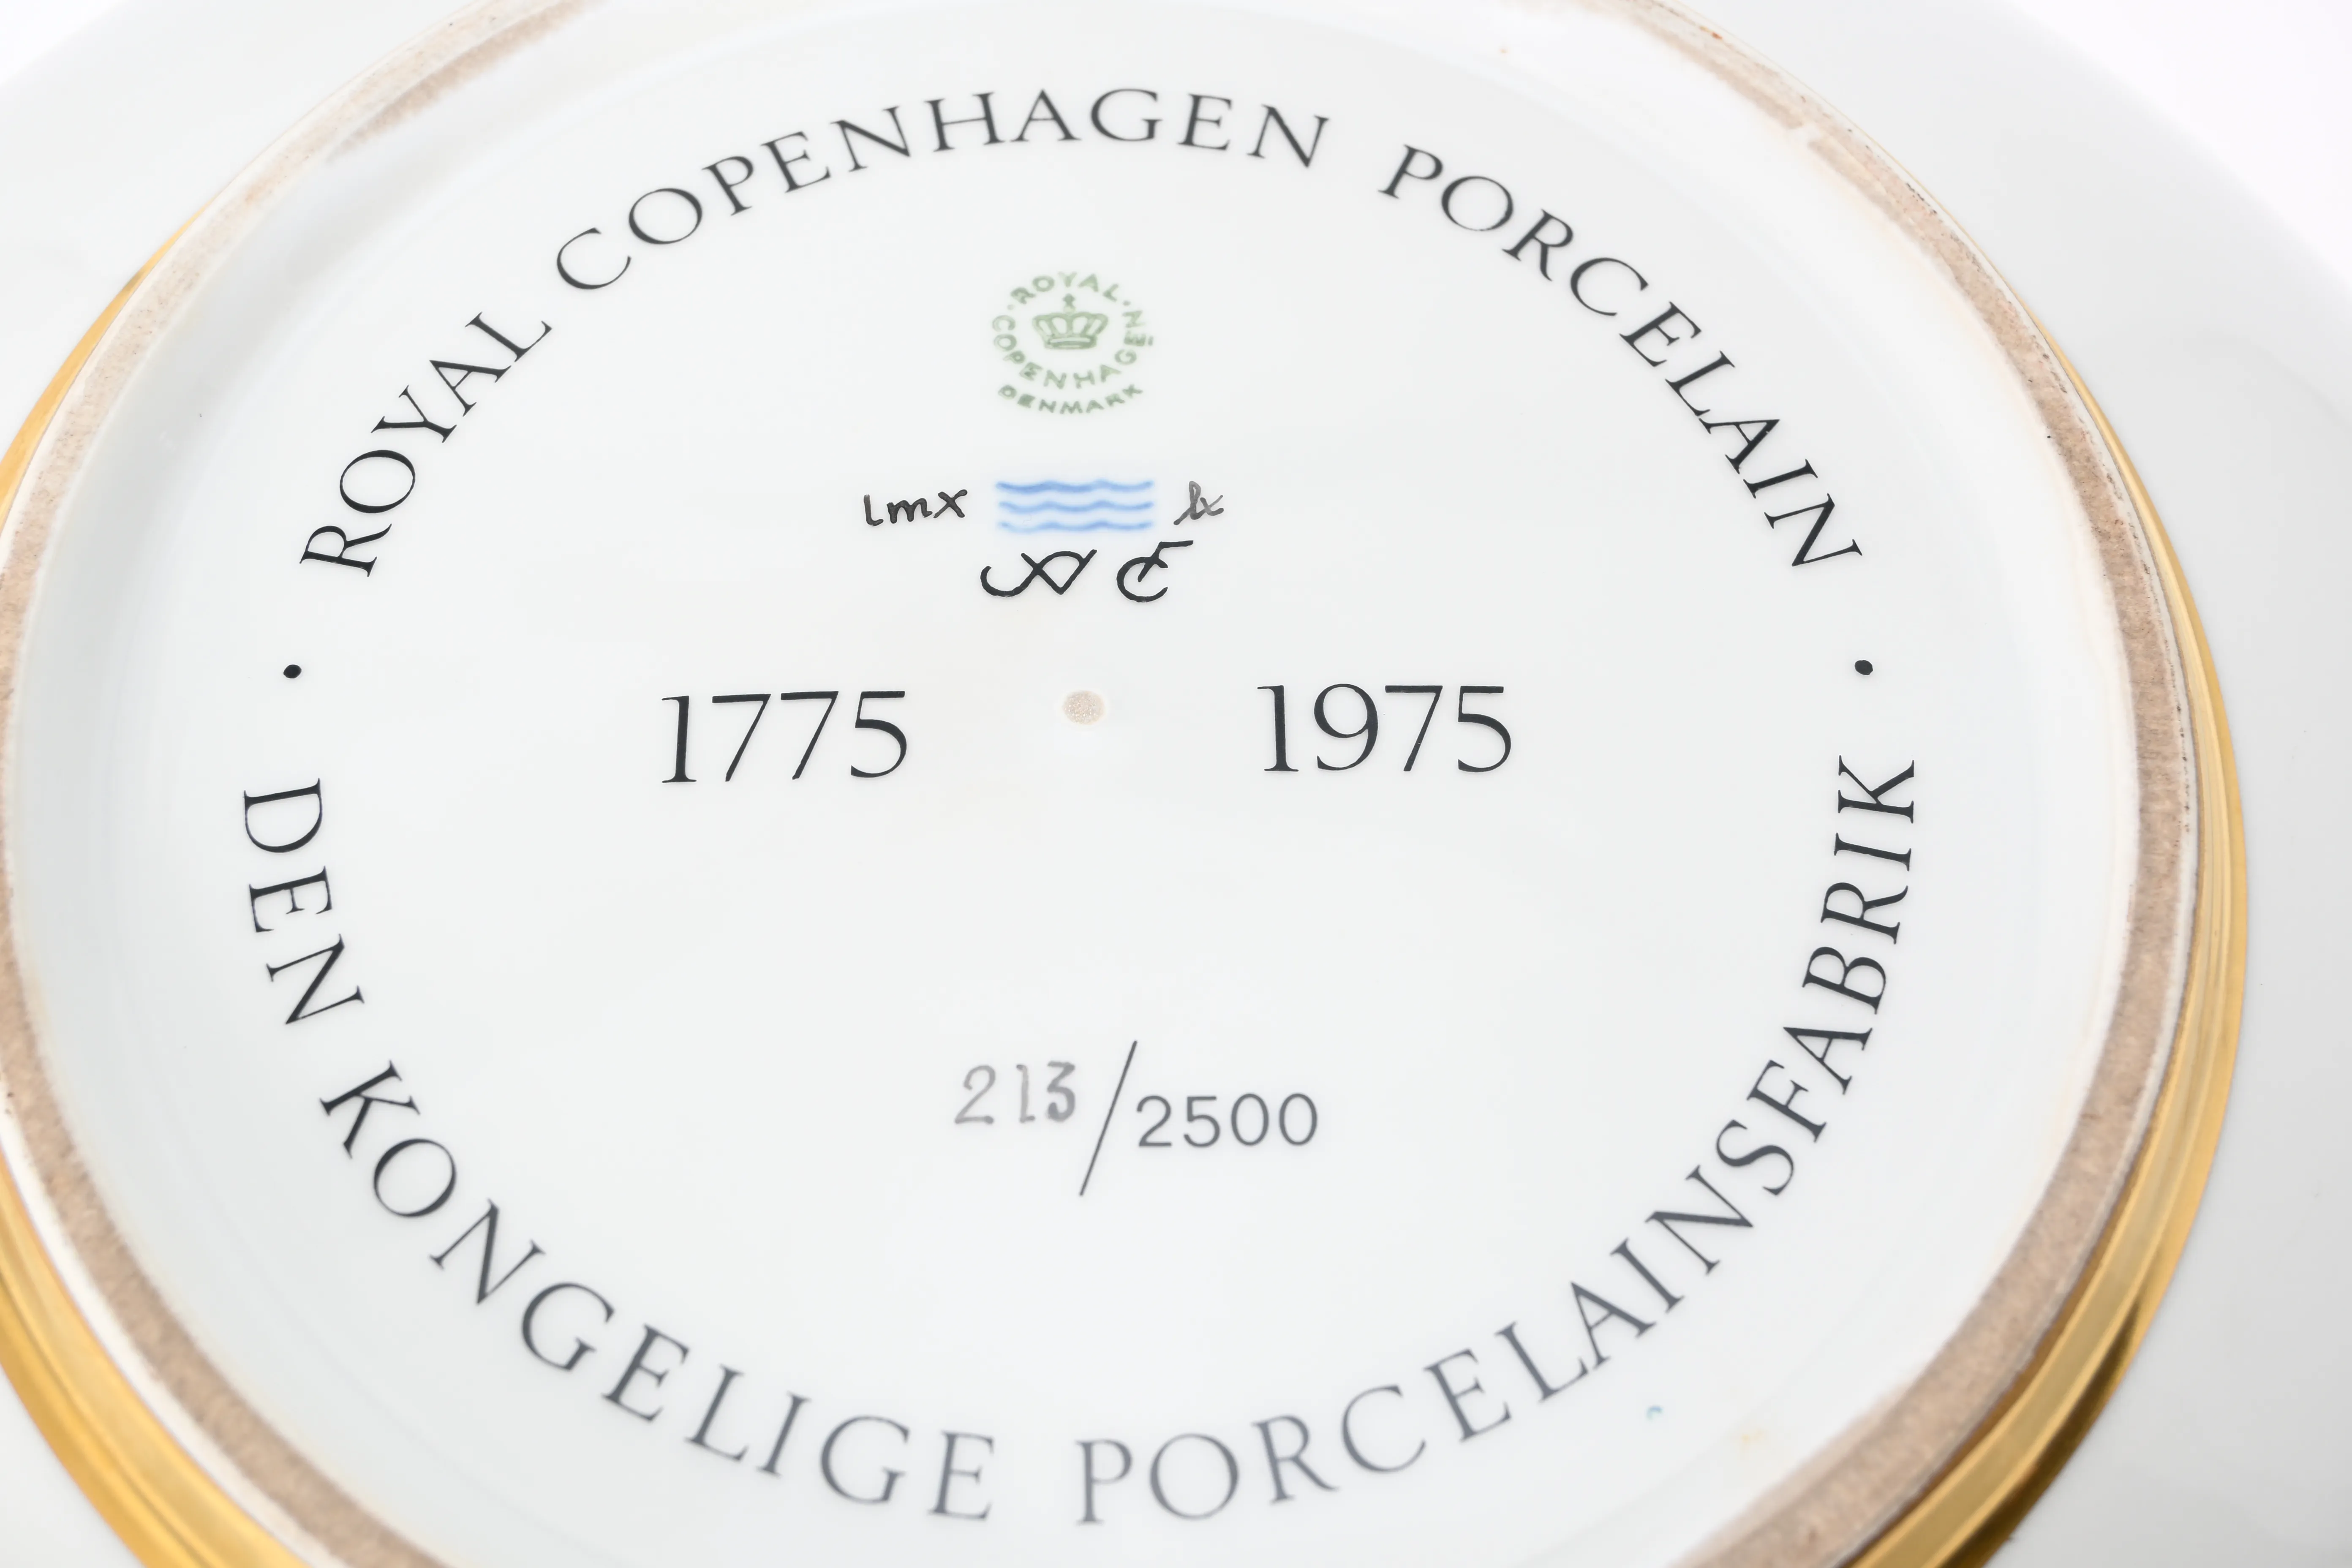 ROYAL COPENHAGEN PORCELAIN
·ROYAL·
COPENHAGEN
DENMARK
lmx
1775 1975
213/2500
· DEN KONGELIGE PORCELAINSFABRIK ·